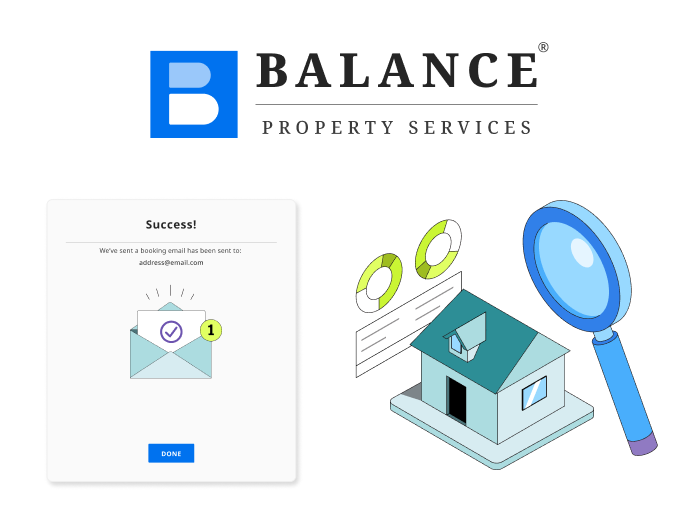 BALANCE®
PROPERTY SERVICES
Success!
We've sent a booking email has been sent to:
address@email.com
1
DONE